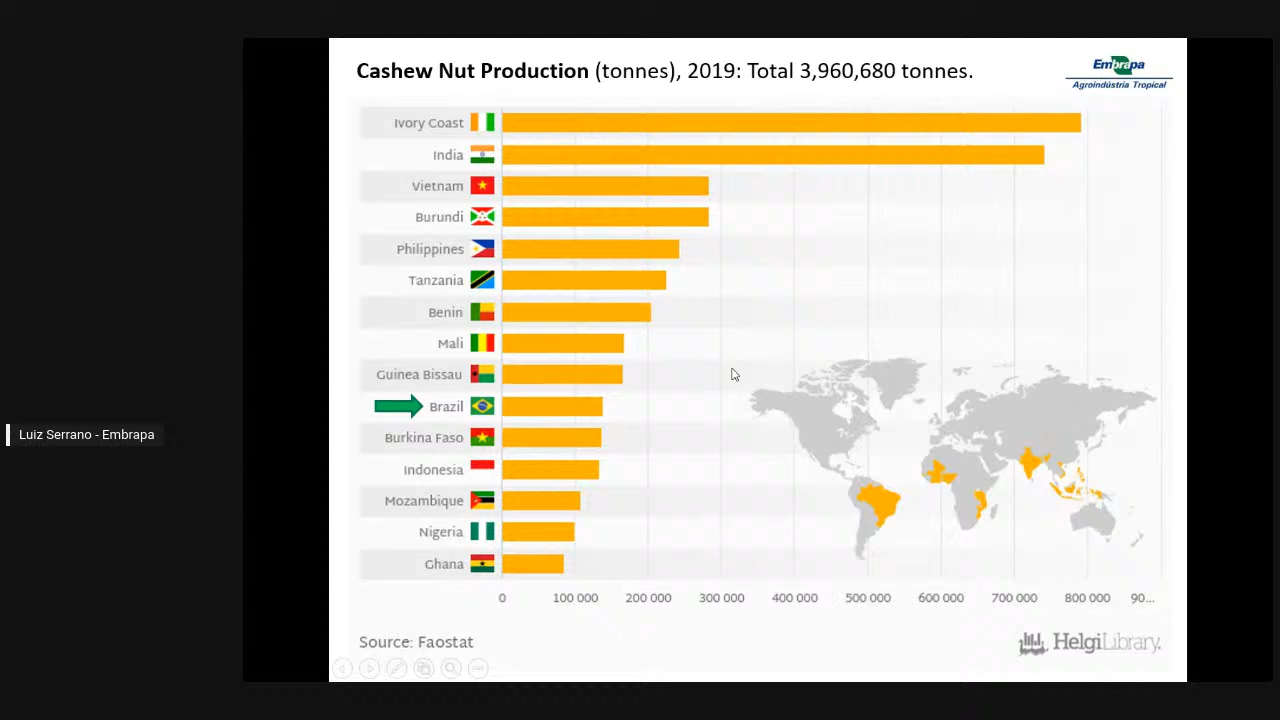 Cashew Nut Production (tonnes), 2019: Total 3,960,680 tonnes.
Embrapa
Agroindústria Tropical
Ivory Coast
India
Vietnam
Burundi
Philippines
Tanzania
Benin
Mali
Guinea Bissau
Brazil
Burkina Faso
Indonesia
Mozambique
Nigeria
Ghana
0 100 000 200 000 300 000 400 000 500 000 600 000 700 000 800 000 90...
Source: Faostat
HelgiLibrary.
Luiz Serrano - Embrapa